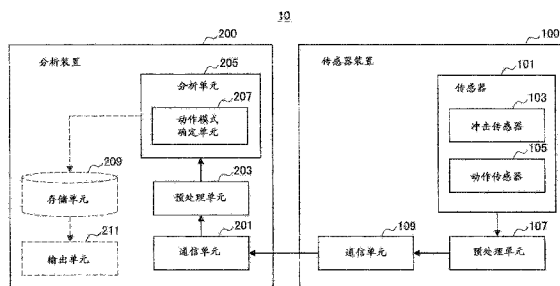 10
200
分析装置
205
分析单元
207
动作模式
确定单元
209
存储单元
203
预处理单元
211
输出单元
201
通信单元
100
传感器装置
101
传感器
103
冲击传感器
105
动作传感器
109
通信单元
107
预处理单元